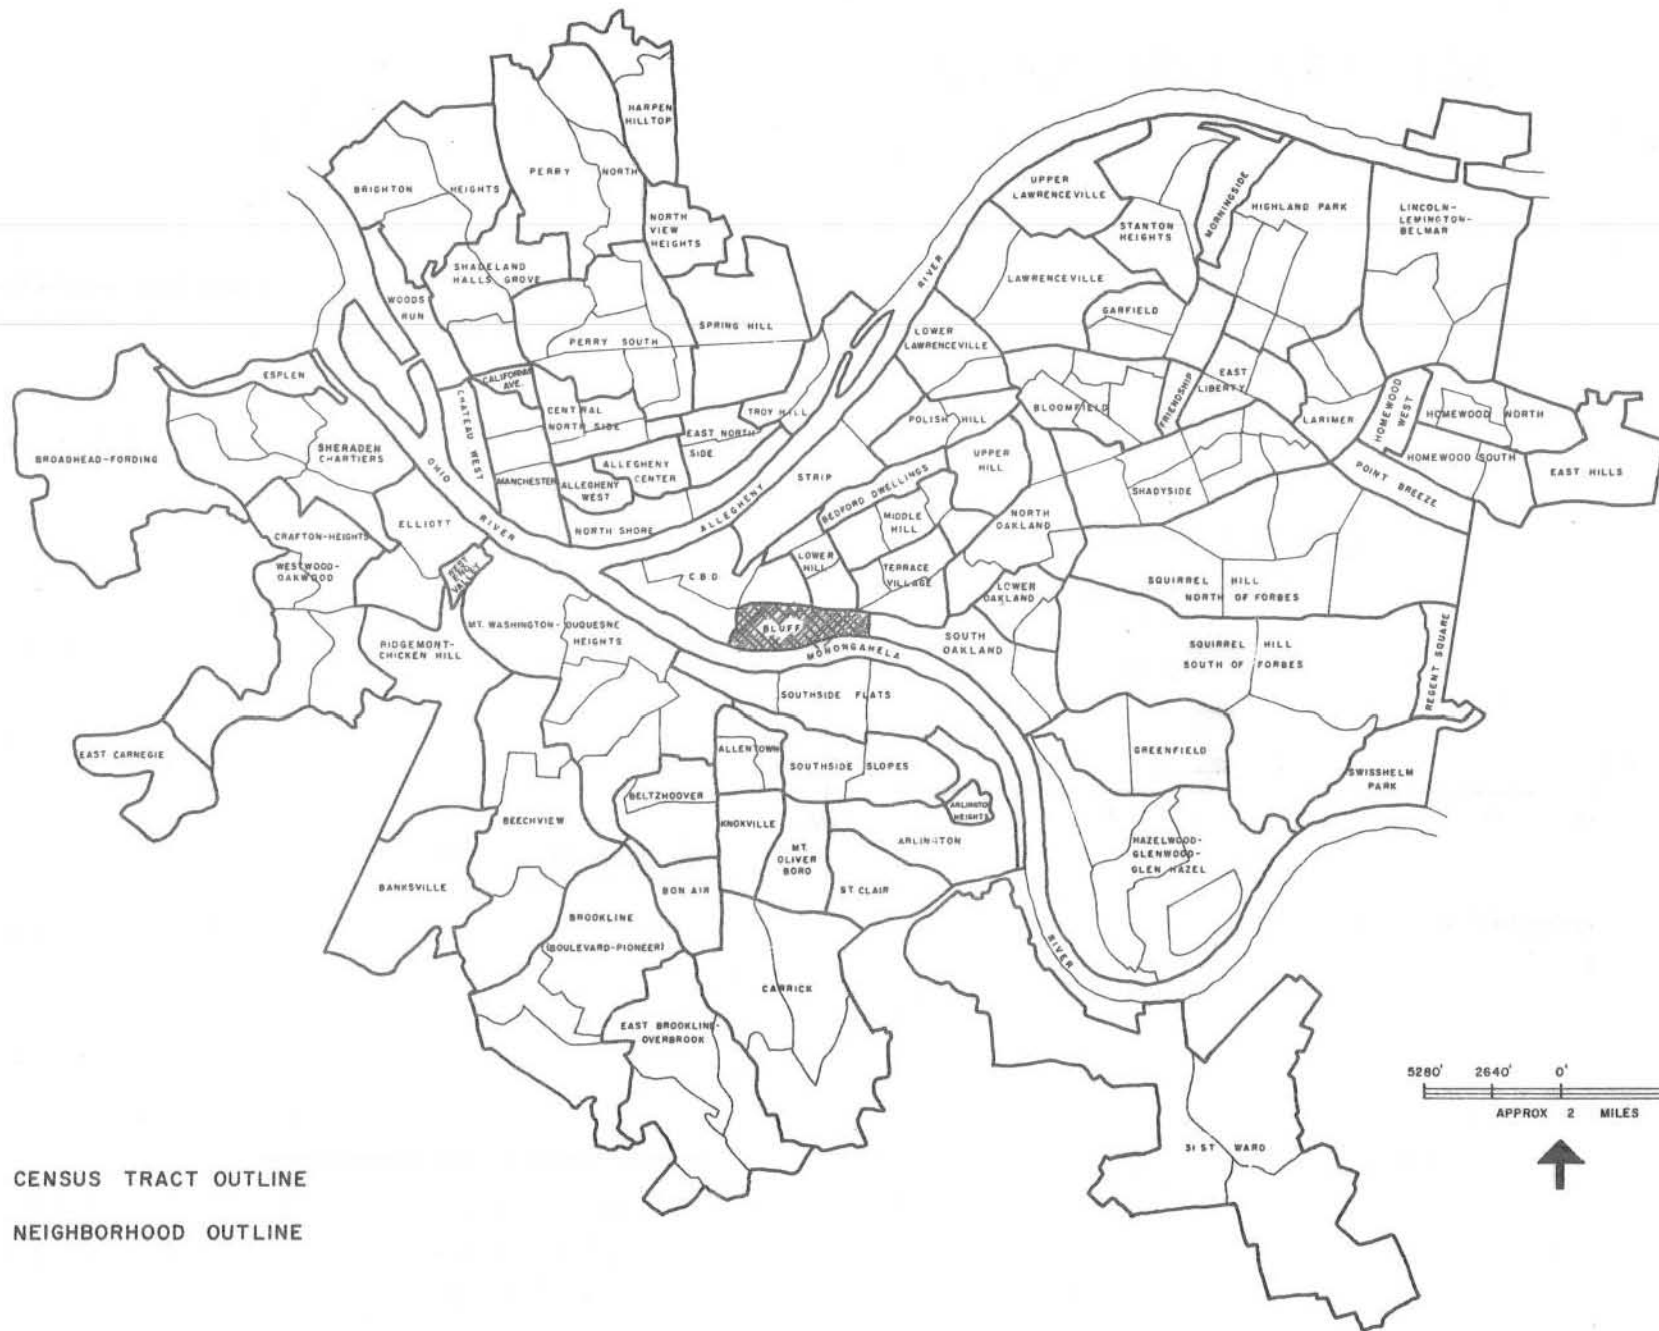 HARPEN
HILLTOP
PERRY NORTH
BRIGHTON HEIGHTS
NORTH
VIEW
HEIGHTS
UPPER
LAWRENCEVILLE
MORNINGSIDE
HIGHLAND PARK
LINCOLN-
LEMINGTON-
BELMAR
STANTON
HEIGHTS
SHADELAND
HALLS GROVE
LAWRENCEVILLE
RIVER
WOODS
RUN
GARFIELD
SPRING HILL
PERRY SOUTH
LOWER
LAWRENCEVILLE
ESPLEN
CALIFORNIA
AVE.
EAST
LIBERTY
FRIENDSHIP
CHATEAU WEST
CENTRAL
NORTH SIDE
TROY HILL
POLISH HILL
BLOOMFIELD
LARIMER
HOMEWOOD
WEST
HOMEWOOD NORTH
EAST NORTH
SIDE
BROADHEAD-FORDING
SHERADEN
CHARTIERS
OHIO
RIVER
MANCHESTER
ALLEGHENY
WEST
ALLEGHENY
CENTER
STRIP
UPPER
HILL
HOMEWOOD SOUTH
EAST HILLS
POINT BREEZE
SHADYSIDE
BEDFORD DWELLINGS
MIDDLE
HILL
NORTH
OAKLAND
ELLIOTT
NORTH SHORE
ALLEGHENY
CRAFTON-HEIGHTS
WESTWOOD-
OAKWOOD
WEST
END
VALLEY
C.B.D
LOWER
HILL
TERRACE
VILLAGE
LOWER
OAKLAND
SQUIRREL HILL
NORTH OF FORBES
MT. WASHINGTON-DUQUESNE
HEIGHTS
BLUFF
RIDGEMONT-
CHICKEN HILL
MONONGAHELA
SOUTH
OAKLAND
SQUIRREL HILL
SOUTH OF FORBES
REGENT SQUARE
SOUTHSIDE FLATS
EAST CARNEGIE
ALLENTOWN
SOUTHSIDE SLOPES
GREENFIELD
SWISSHELM
PARK
BELTZHOOVER
ARLINGTON
HEIGHTS
BEECHVIEW
KNOXVILLE
MT.
OLIVER
BORO
ARLINGTON
HAZELWOOD-
GLENWOOD-
GLEN HAZEL
BANKSVILLE
BON AIR
ST CLAIR
BROOKLINE
(BOULEVARD-PIONEER)
RIVER
CARRICK
EAST BROOKLINE-
OVERBROOK
5280' 2640' 0'
APPROX 2 MILES
31 ST WARD
CENSUS TRACT OUTLINE
NEIGHBORHOOD OUTLINE